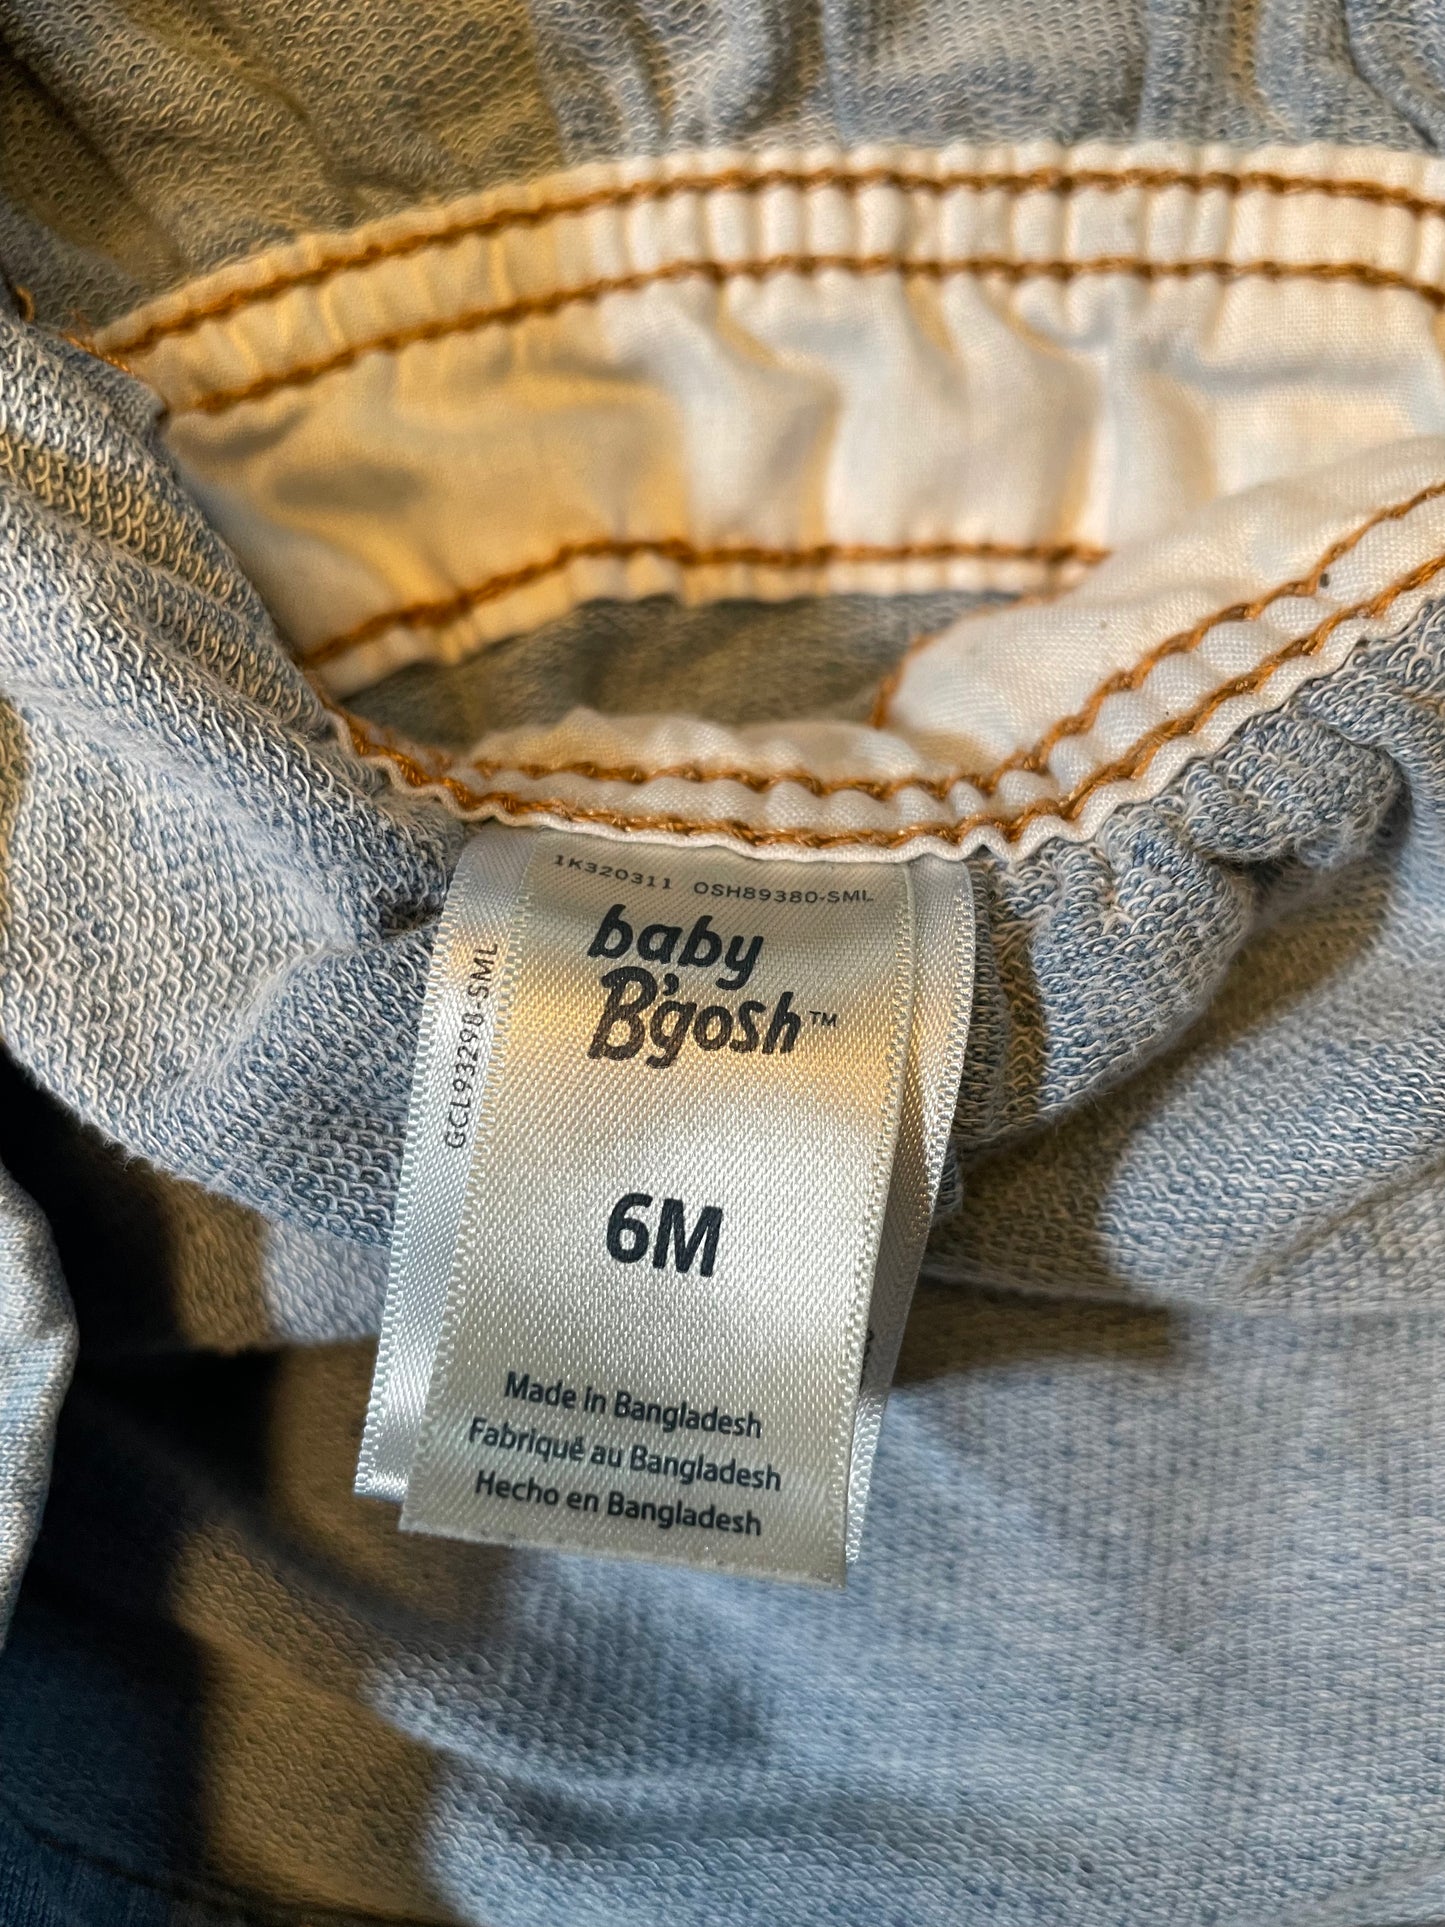 1K320311 OSH89380-SML
baby
B'gosh™
GCL93298-SML
6M
Made in Bangladesh
Fabriqué au Bangladesh
Hecho en Bangladesh